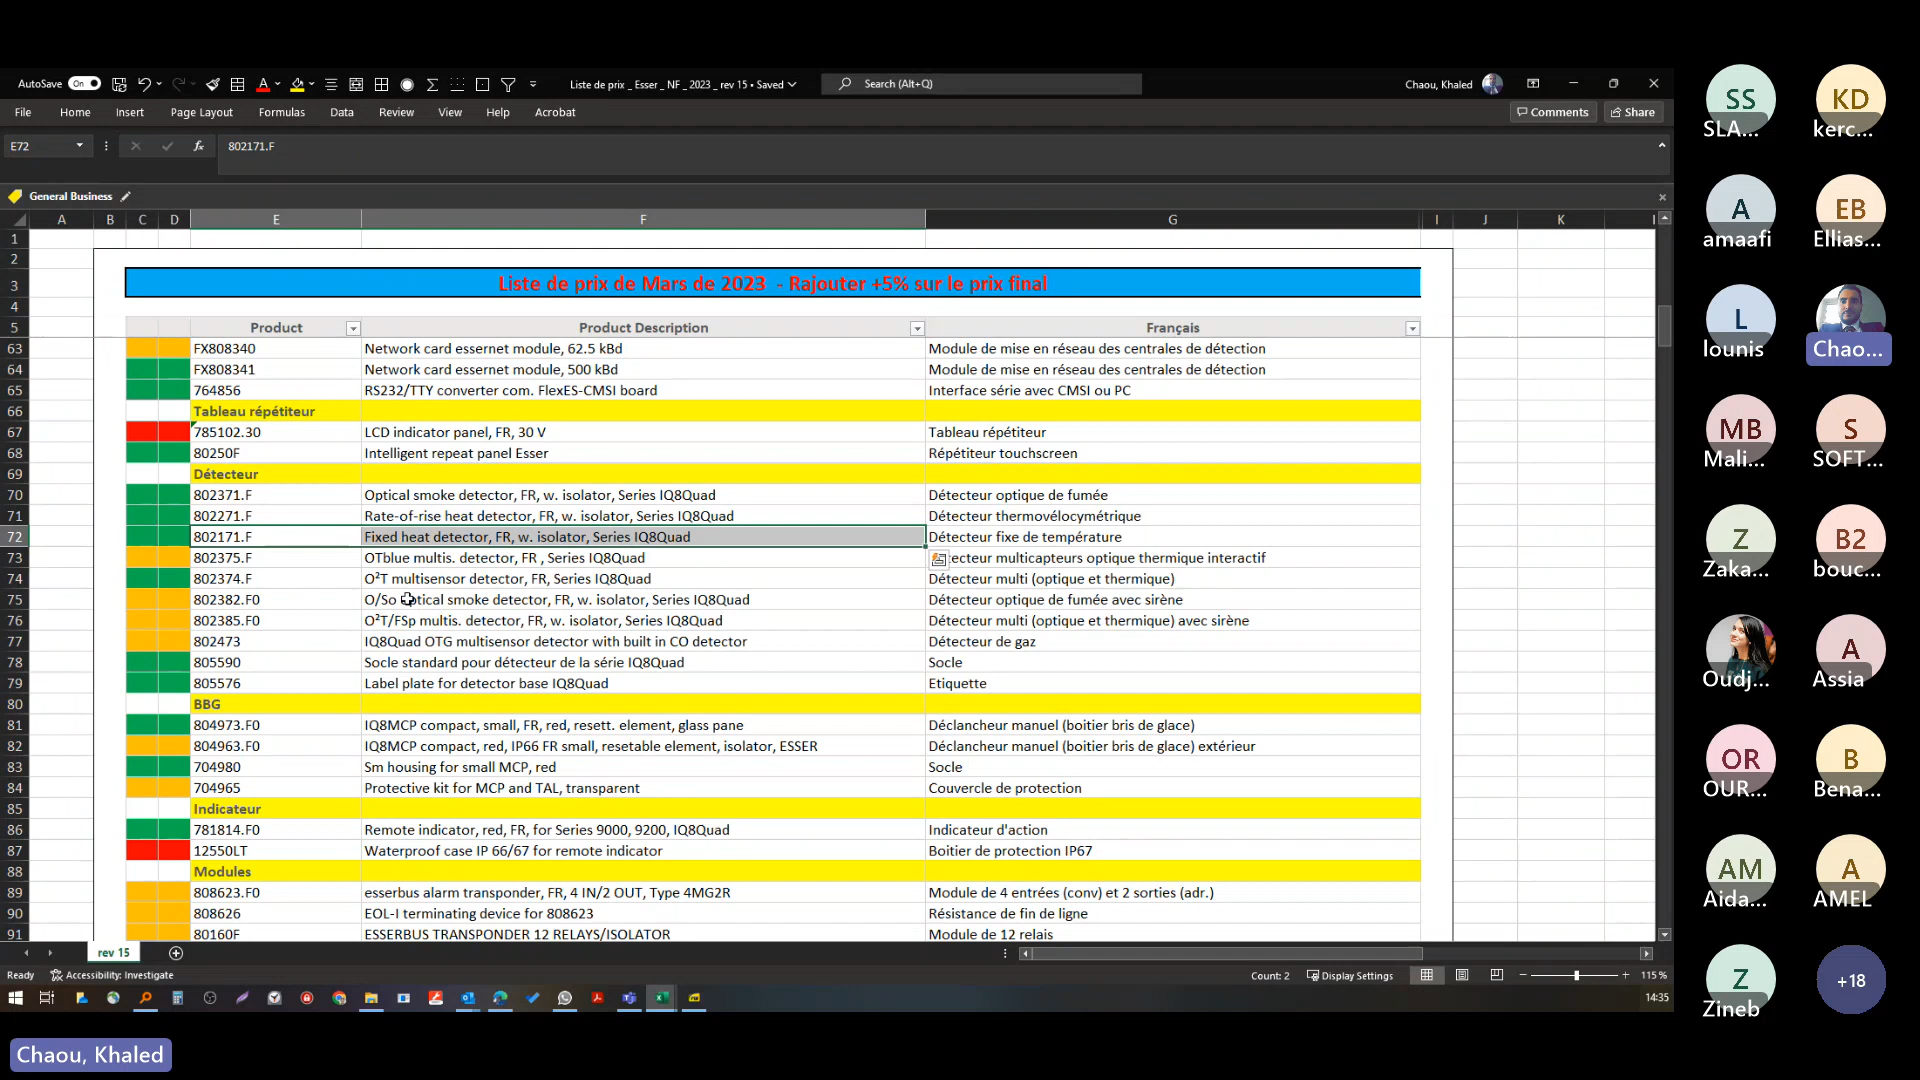 AutoSave On
Liste de prix _ Esser _ NF _ 2023 _ rev 15 • Saved
Search (Alt+Q)
Chaou, Khaled
File Home Insert Page Layout Formulas Data Review View Help Acrobat
Comments Share
E72
fx 802171.F
General Business
A B C D E F G I J K
1
2
3 Liste de prix de Mars de 2023 - Rajouter +5% sur le prix final
4
5 Product Product Description Français
63 FX808340 Network card essernet module, 62.5 kBd Module de mise en réseau des centrales de détection
64 FX808341 Network card essernet module, 500 kBd Module de mise en réseau des centrales de détection
65 764856 RS232/TTY converter com. FlexES-CMSI board Interface série avec CMSI ou PC
66 Tableau répétiteur
67 785102.30 LCD indicator panel, FR, 30 V Tableau répétiteur
68 80250F Intelligent repeat panel Esser Répétiteur touchscreen
69 Détecteur
70 802371.F Optical smoke detector, FR, w. isolator, Series IQ8Quad Détecteur optique de fumée
71 802271.F Rate-of-rise heat detector, FR, w. isolator, Series IQ8Quad Détecteur thermovélocymétrique
72 802171.F Fixed heat detector, FR, w. isolator, Series IQ8Quad Détecteur fixe de température
73 802375.F OTblue multis. detector, FR , Series IQ8Quad tecteur multicapteurs optique thermique interactif
74 802374.F O²T multisensor detector, FR, Series IQ8Quad Détecteur multi (optique et thermique)
75 802382.F0 O/So optical smoke detector, FR, w. isolator, Series IQ8Quad Détecteur optique de fumée avec sirène
76 802385.F0 O²T/FSp multis. detector, FR, w. isolator, Series IQ8Quad Détecteur multi (optique et thermique) avec sirène
77 802473 IQ8Quad OTG multisensor detector with built in CO detector Détecteur de gaz
78 805590 Socle standard pour détecteur de la série IQ8Quad Socle
79 805576 Label plate for detector base IQ8Quad Etiquette
80 BBG
81 804973.F0 IQ8MCP compact, small, FR, red, resett. element, glass pane Déclancheur manuel (boitier bris de glace)
82 804963.F0 IQ8MCP compact, red, IP66 FR small, resetable element, isolator, ESSER Déclancheur manuel (boitier bris de glace) extérieur
83 704980 Sm housing for small MCP, red Socle
84 704965 Protective kit for MCP and TAL, transparent Couvercle de protection
85 Indicateur
86 781814.F0 Remote indicator, red, FR, for Series 9000, 9200, IQ8Quad Indicateur d'action
87 12550LT Waterproof case IP 66/67 for remote indicator Boitier de protection IP67
88 Modules
89 808623.F0 esserbus alarm transponder, FR, 4 IN/2 OUT, Type 4MG2R Module de 4 entrées (conv) et 2 sorties (adr.)
90 808626 EOL-I terminating device for 808623 Résistance de fin de ligne
91 80160F ESSERBUS TRANSPONDER 12 RELAYS/ISOLATOR Module de 12 relais
rev 15
Ready Accessibility: Investigate Count: 2 Display Settings 115 %
14:35
Chaou, Khaled
SS KD
SLA... kerc...
A EB
amaafi Ellias...
L
lounis Chao...
MB S
Mali... SOFT...
Z B2
Zaka... bouc...
A
Oudj... Assia
OR B
OUR... Bena...
AM A
Aida... AMEL
Z +18
Zineb